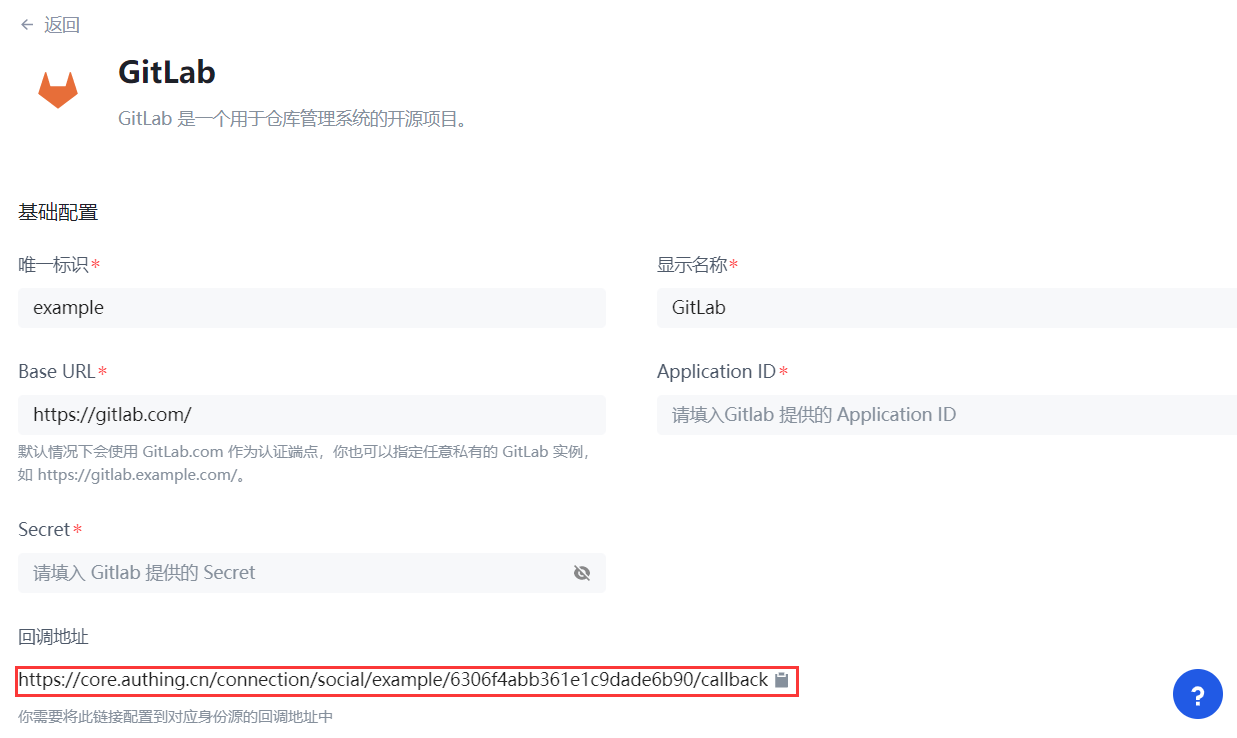 返回
GitLab
GitLab 是一个用于仓库管理系统的开源项目。
基础配置
唯一标识*
显示名称*
example
GitLab
Base URL*
Application ID*
https://gitlab.com/
请填入Gitlab 提供的 Application ID
默认情况下会使用 GitLab.com 作为认证端点，你也可以指定任意私有的 GitLab 实例，
如 https://gitlab.example.com/。
Secret*
请填入 Gitlab 提供的 Secret
回调地址
https://core.authing.cn/connection/social/example/6306f4abb361e1c9dade6b90/callback
你需要将此链接配置到对应身份源的回调地址中
?